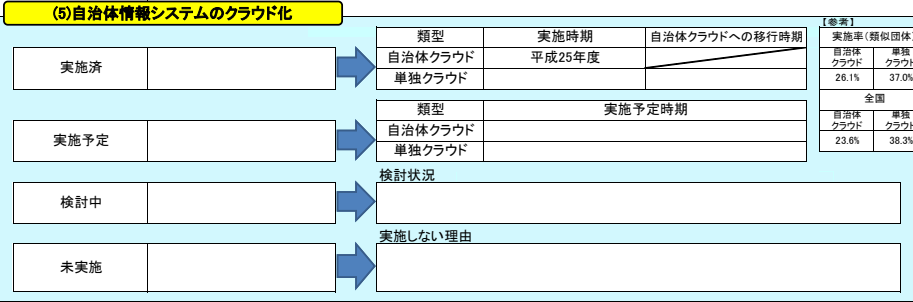 (5)自治体情報システムのクラウド化
【参考】
実施済
類型 実施時期 自治体クラウドへの移行時期
自治体クラウド 平成25年度
単独クラウド
実施率(類似団体)
自治体クラウド 単独クラウド
26.1% 37.0%
全国
自治体クラウド 単独クラウド
23.6% 38.3%
実施予定
類型 実施予定時期
自治体クラウド
単独クラウド
検討中
検討状況
未実施
実施しない理由